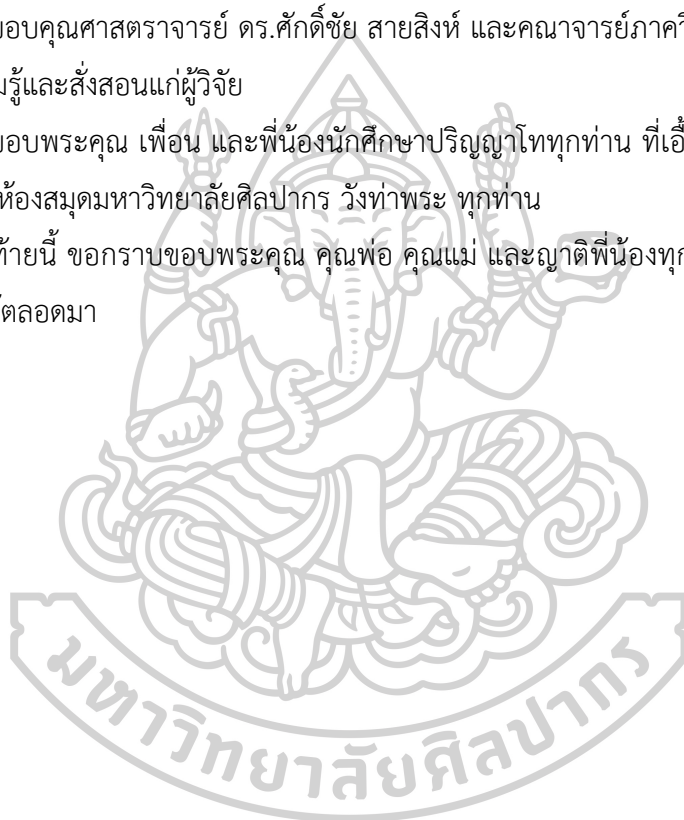 ขอบคุณศาสตราจารย์ ดร.ศักดิ์ชัย สายสิงห์ และคณาจารย์ภาควิ
มรู้และสั่งสอนแก่ผู้วิจัย
ขอบพระคุณ เพื่อน และพี่น้องนักศึกษาปริญญาโททุกท่าน ที่เอื้
ห้องสมุดมหาวิทยาลัยศิลปากร วังท่าพระ ทุกท่าน
ท้ายนี้ ขอกราบขอบพระคุณ คุณพ่อ คุณแม่ และญาติพี่น้องทุก
ตลอดมา
มหาวิทยาลัยศิลปากร